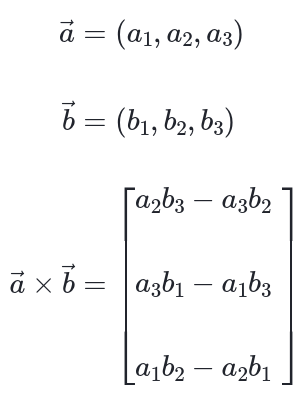 a⃗ = (a₁, a₂, a₃)
b⃗ = (b₁, b₂, b₃)
a₂b₃ − a₃b₂
a⃗ × b⃗ = [a₃b₁ − a₁b₃]
a₁b₂ − a₂b₁